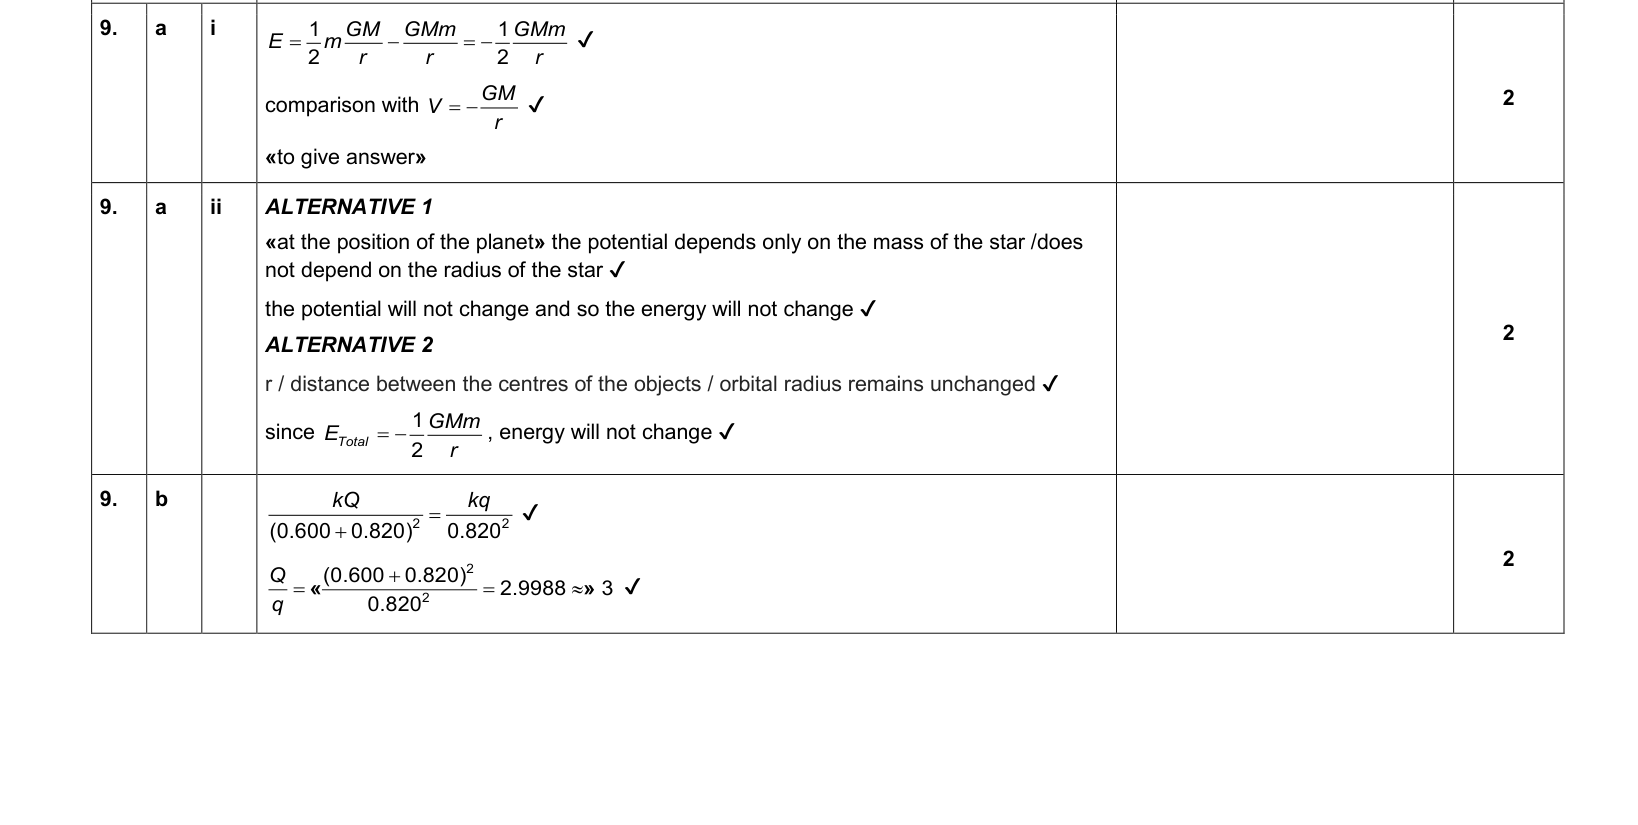 9. a i E = 1/2 m GM/r − GMm/r = − 1/2 GMm/r ✓
comparison with V = − GM/r ✓
2
«to give answer»
9. a ii ALTERNATIVE 1
«at the position of the planet» the potential depends only on the mass of the star /does
not depend on the radius of the star ✓
the potential will not change and so the energy will not change ✓
2
ALTERNATIVE 2
r / distance between the centres of the objects / orbital radius remains unchanged ✓
since E_Total = − 1/2 GMm/r , energy will not change ✓
9. b kQ/(0.600 + 0.820)² = kq/0.820² ✓
2
Q/q = «(0.600 + 0.820)²/0.820² = 2.9988 ≈» 3 ✓